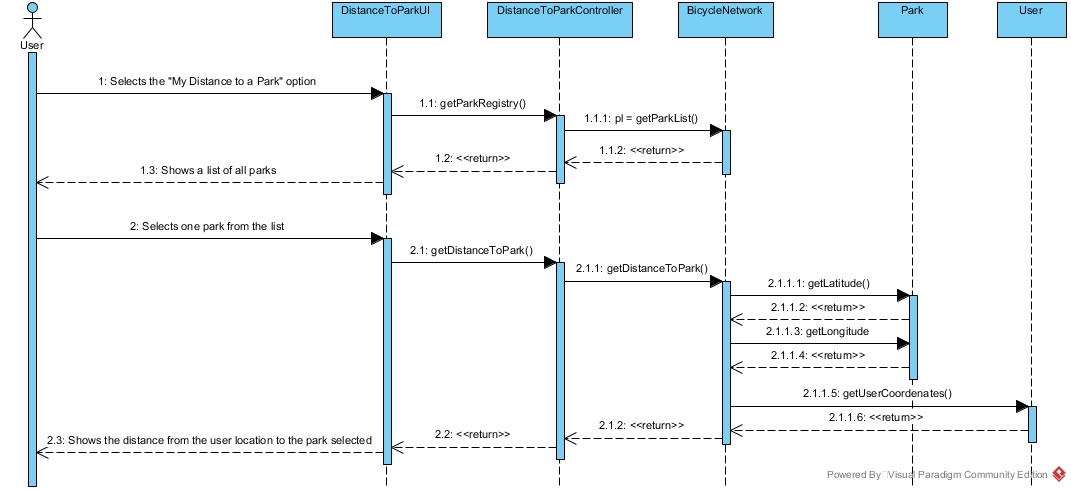 DistanceToParkUI
DistanceToParkController
BicycleNetwork
Park
User
User
1: Selects the "My Distance to a Park" option
1.1: getParkRegistry()
1.1.1: pl = getParkList()
1.1.2: <<return>>
1.2: <<return>>
1.3: Shows a list of all parks
2: Selects one park from the list
2.1: getDistanceToPark()
2.1.1: getDistanceToPark()
2.1.1.1: getLatitude()
2.1.1.2: <<return>>
2.1.1.3: getLongitude
2.1.1.4: <<return>>
2.1.1.5: getUserCoordenates()
2.1.1.6: <<return>>
2.1.2: <<return>>
2.2: <<return>>
2.3: Shows the distance from the user location to the park selected
Powered By Visual Paradigm Community Edition